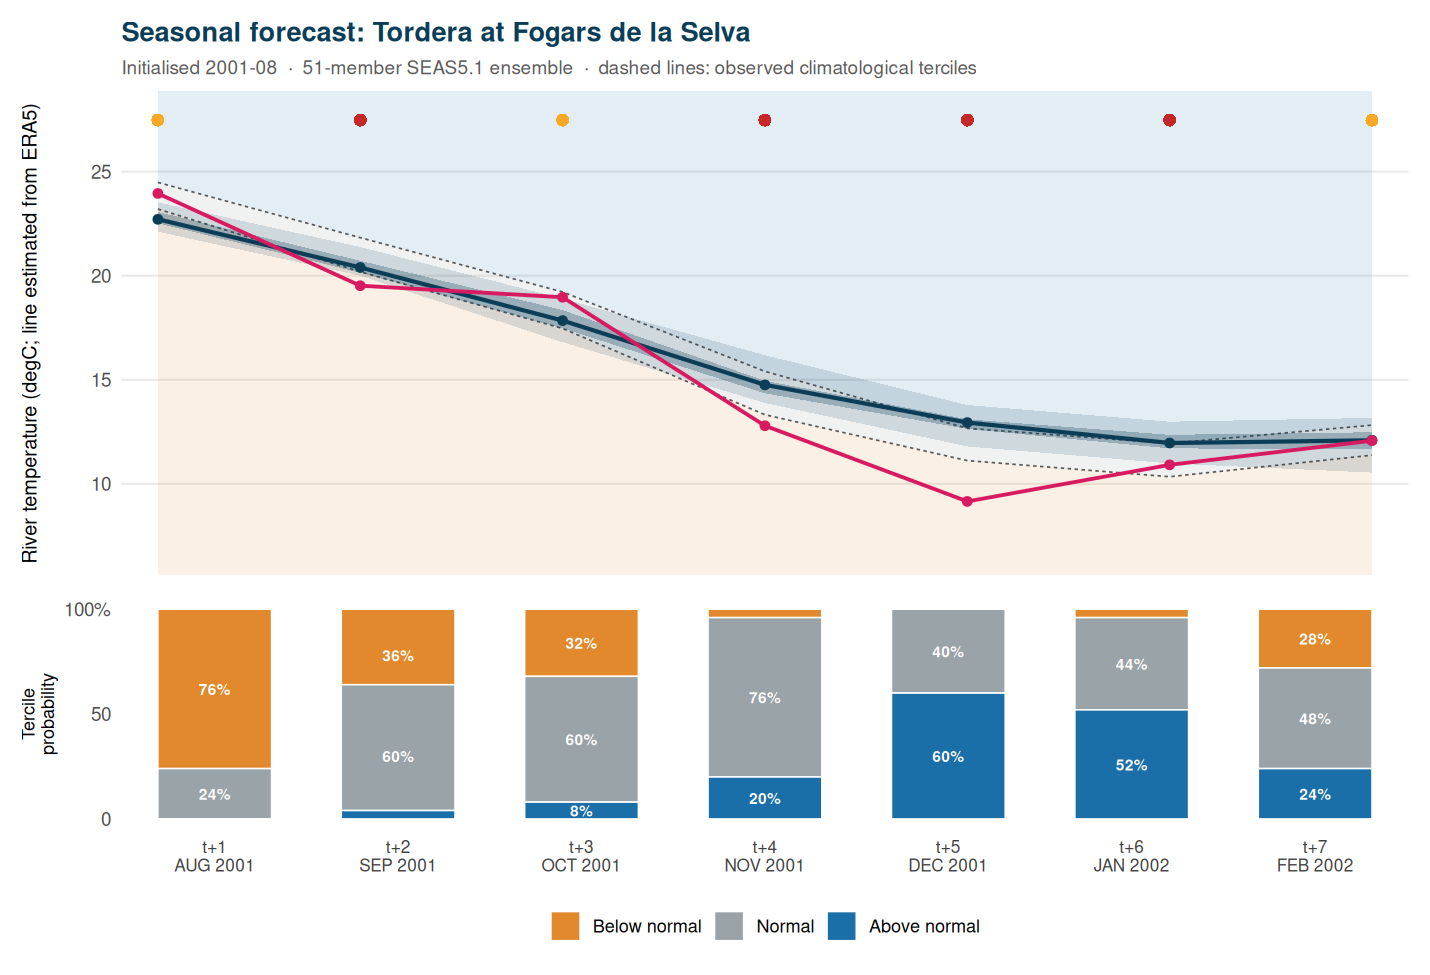 Seasonal forecast: Tordera at Fogars de la Selva
Initialised 2001-08 · 51-member SEAS5.1 ensemble · dashed lines: observed climatological terciles
River temperature (degC; line estimated from ERA5)
25
20
15
10
Tercile
probability
100%
50
0
76%
24%
36%
60%
32%
60%
8%
76%
20%
40%
60%
44%
52%
28%
48%
24%
t+1
AUG 2001
t+2
SEP 2001
t+3
OCT 2001
t+4
NOV 2001
t+5
DEC 2001
t+6
JAN 2002
t+7
FEB 2002
Below normal
Normal
Above normal